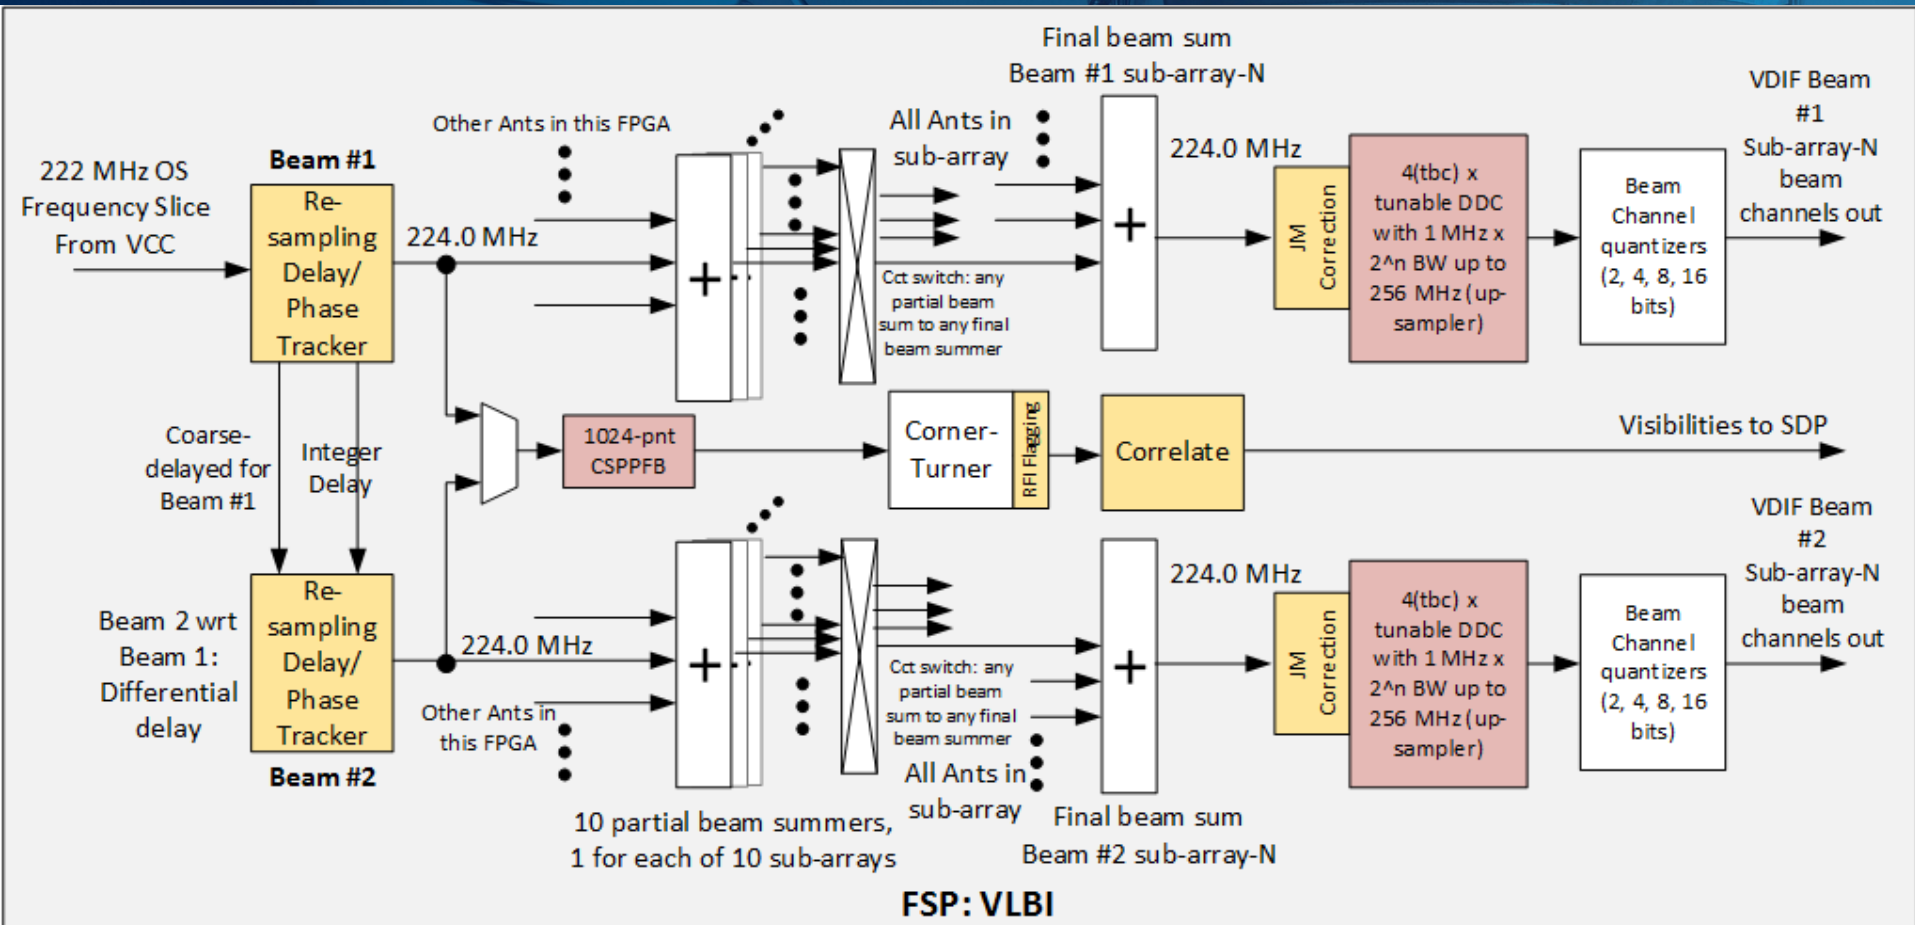 Final beam sum
Beam #1 sub-array-N
222 MHz OS
Frequency Slice
From VCC
Beam #1
Re-
sampling
Delay/
Phase
Tracker
224.0 MHz
Other Ants in this FPGA
+
All Ants in
sub-array
Cct switch: any
partial beam
sum to any final
beam summer
+
224.0 MHz
JM
Correction
4(tbc) x
tunable DDC
with 1 MHz x
2^n BW up to
256 MHz (up-
sampler)
Beam
Channel
quantizers
(2, 4, 8, 16
bits)
VDIF Beam
#1
Sub-array-N
beam
channels out
Coarse-
delayed for
Beam #1
Integer
Delay
1024-pnt
CSPPFB
Corner-
Turner
RFI Flagging
Correlate
Visibilities to SDP
Beam 2 wrt
Beam 1:
Differential
delay
Re-
sampling
Delay/
Phase
Tracker
Beam #2
224.0 MHz
Other Ants in
this FPGA
+
Cct switch: any
partial beam
sum to any final
beam summer
All Ants in
sub-array
+
224.0 MHz
JM
Correction
4(tbc) x
tunable DDC
with 1 MHz x
2^n BW up to
256 MHz (up-
sampler)
Beam
Channel
quantizers
(2, 4, 8, 16
bits)
VDIF Beam
#2
Sub-array-N
beam
channels out
10 partial beam summers,
1 for each of 10 sub-arrays
Final beam sum
Beam #2 sub-array-N
FSP: VLBI